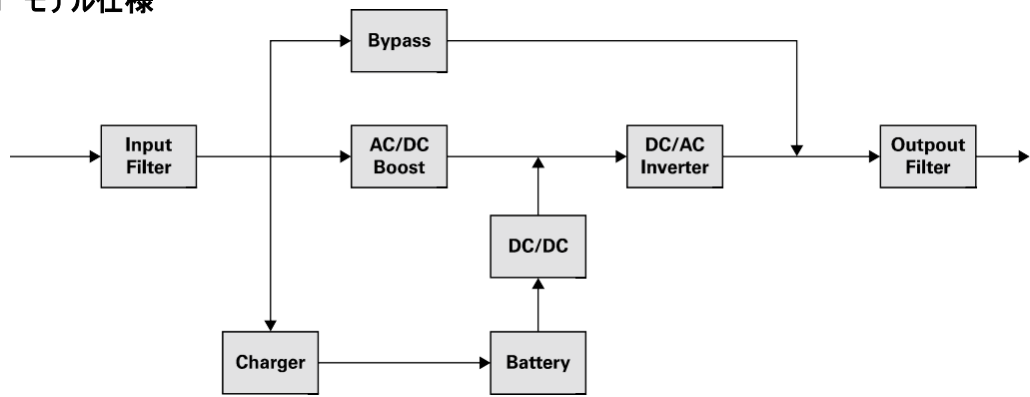 モデル仕様
Bypass
Input
Filter
AC/DC
Boost
DC/AC
Inverter
Outpout
Filter
DC/DC
Charger
Battery